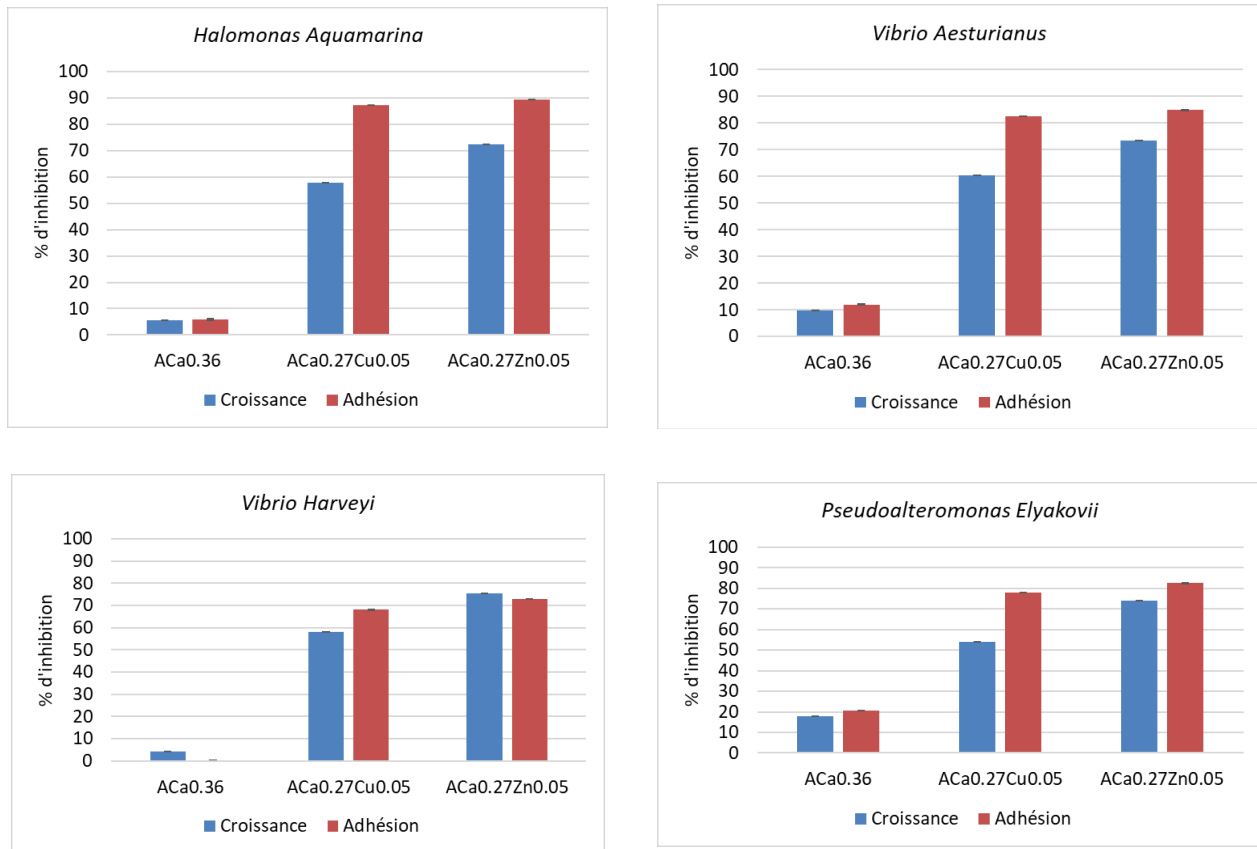 Halomonas Aquamarina
% d'inhibition
100
90
80
70
60
50
40
30
20
10
0
ACa0.36 ACa0.27Cu0.05 ACa0.27Zn0.05
Croissance Adhésion
Vibrio Aesturianus
% d'inhibition
100
90
80
70
60
50
40
30
20
10
0
ACa0.36 ACa0.27Cu0.05 ACa0.27Zn0.05
Croissance Adhésion
Vibrio Harveyi
% d'inhibition
100
90
80
70
60
50
40
30
20
10
0
ACa0.36 ACa0.27Cu0.05 ACa0.27Zn0.05
Croissance Adhésion
Pseudoalteromonas Elyakovii
% d'inhibition
100
90
80
70
60
50
40
30
20
10
0
ACa0.36 ACa0.27Cu0.05 ACa0.27Zn0.05
Croissance Adhésion